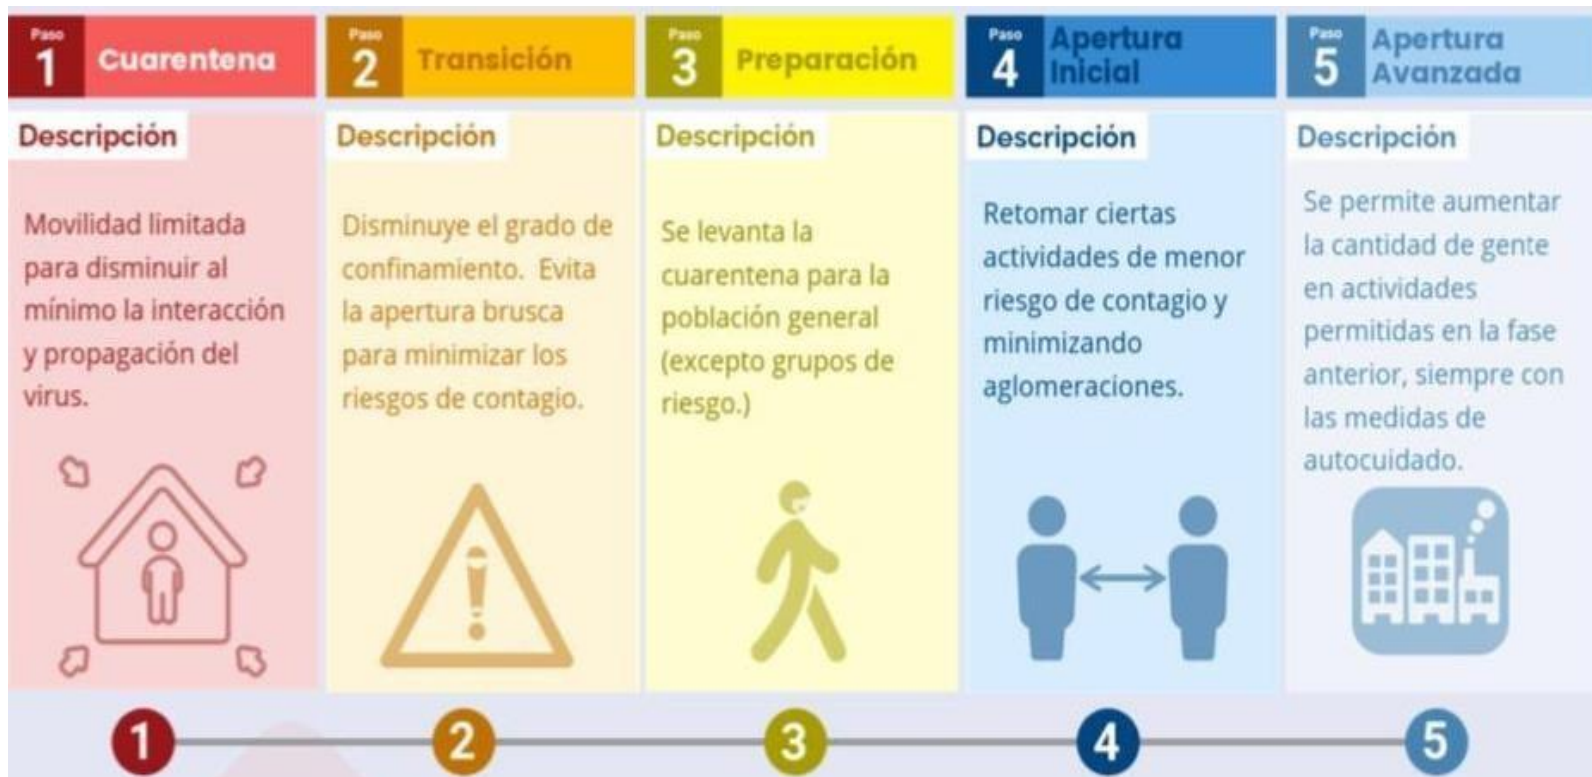 Paso
1
Cuarentena
Descripción
Movilidad limitada
para disminuir al
mínimo la interacción
y propagación del
virus.
Paso
2
Transición
Descripción
Disminuye el grado de
confinamiento. Evita
la apertura brusca
para minimizar los
riesgos de contagio.
Paso
3
Preparación
Descripción
Se levanta la
cuarentena para la
población general
(excepto grupos de
riesgo.)
Paso
4
Apertura
Inicial
Descripción
Retomar ciertas
actividades de menor
riesgo de contagio y
minimizando
aglomeraciones.
Paso
5
Apertura
Avanzada
Descripción
Se permite aumentar
la cantidad de gente
en actividades
permitidas en la fase
anterior, siempre con
las medidas de
autocuidado.
1
2
3
4
5